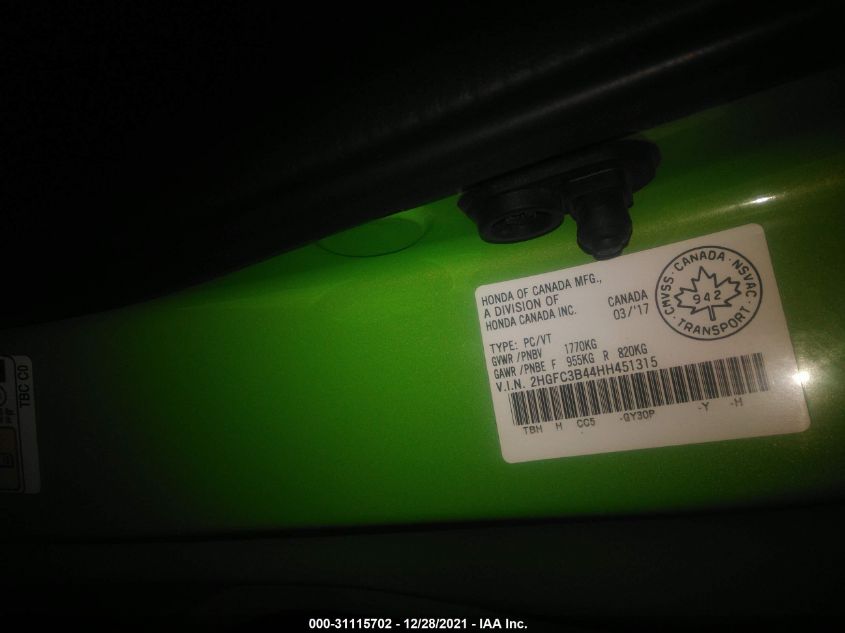 HONDA OF CANADA MFG.,
A DIVISION OF
HONDA CANADA INC.
CANADA
03/'17
CMVSS · CANADA · NSVAC
942
· TRANSPORT ·
TYPE: PC/VT
GVWR/PNBV 1770KG
GAWR/PNBE F 955KG R 820KG
V.I.N. 2HGFC3B44HH451315
TBH H CC5 -GY30P -Y -H
TBC C0
000-31115702 - 12/28/2021 - IAA Inc.